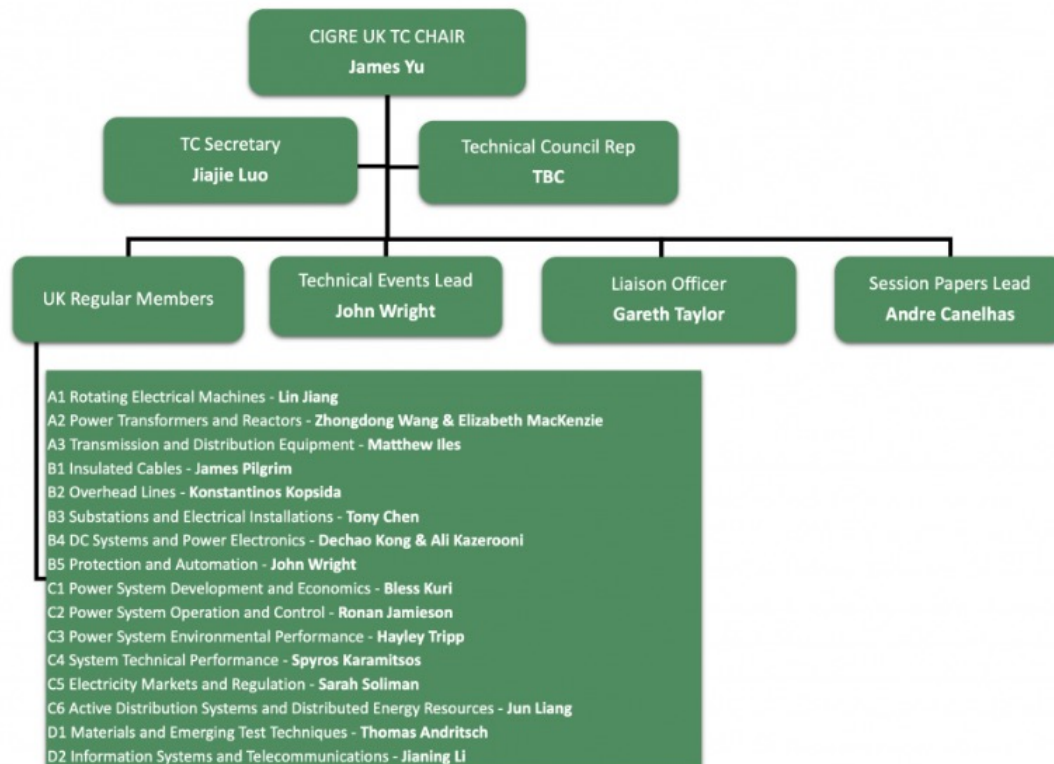 CIGRE UK TC CHAIR
James Yu
TC Secretary
Jiajie Luo
Technical Council Rep
TBC
UK Regular Members
Technical Events Lead
John Wright
Liaison Officer
Gareth Taylor
Session Papers Lead
Andre Canelhas
A1 Rotating Electrical Machines - Lin Jiang
A2 Power Transformers and Reactors - Zhongdong Wang & Elizabeth MacKenzie
A3 Transmission and Distribution Equipment - Matthew Iles
B1 Insulated Cables - James Pilgrim
B2 Overhead Lines - Konstantinos Kopsida
B3 Substations and Electrical Installations - Tony Chen
B4 DC Systems and Power Electronics - Dechao Kong & Ali Kazerooni
B5 Protection and Automation - John Wright
C1 Power System Development and Economics - Bless Kuri
C2 Power System Operation and Control - Ronan Jamieson
C3 Power System Environmental Performance - Hayley Tripp
C4 System Technical Performance - Spyros Karamitsos
C5 Electricity Markets and Regulation - Sarah Soliman
C6 Active Distribution Systems and Distributed Energy Resources - Jun Liang
D1 Materials and Emerging Test Techniques - Thomas Andritsch
D2 Information Systems and Telecommunications - Jianing Li